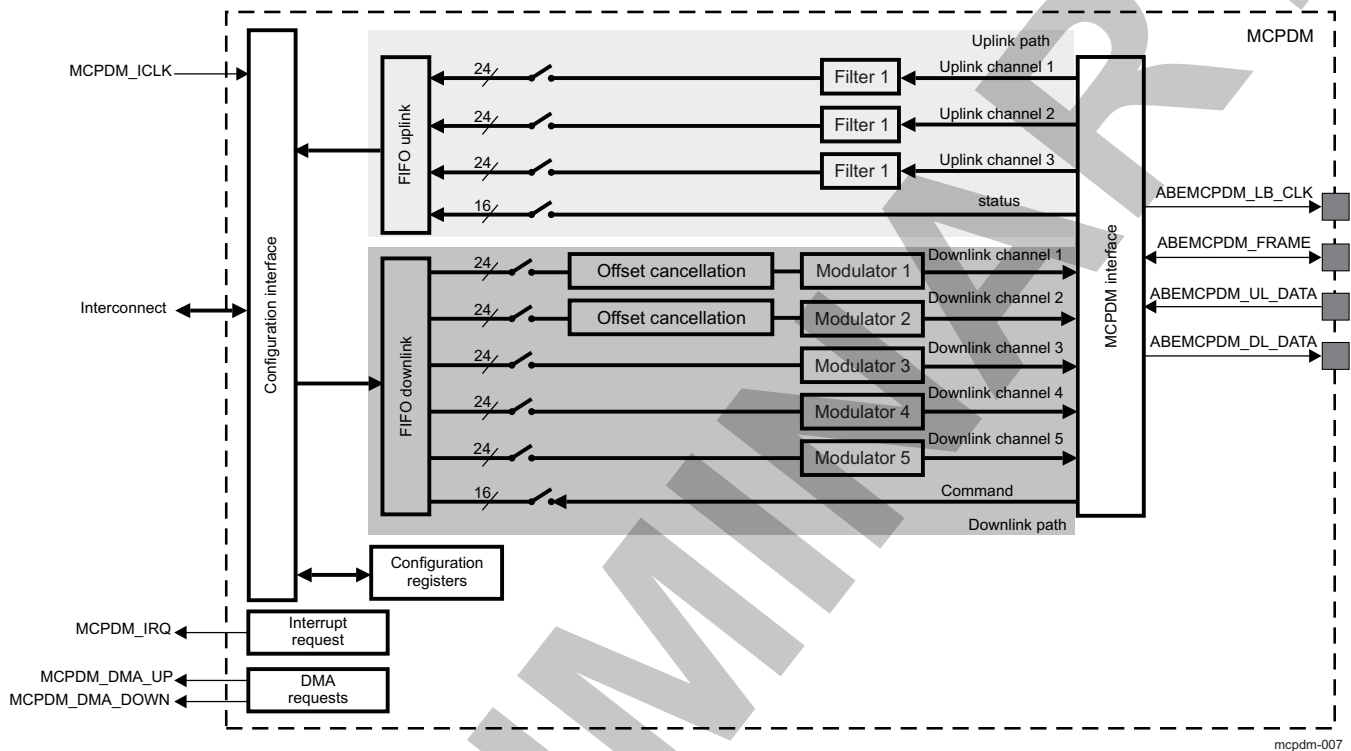 MCPDM
MCPDM_ICLK
Interconnect
MCPDM_IRQ
MCPDM_DMA_UP
MCPDM_DMA_DOWN
Configuration interface
Uplink path
FIFO uplink
24
Filter 1
Uplink channel 1
24
Filter 1
Uplink channel 2
24
Filter 1
Uplink channel 3
16
status
FIFO downlink
24
Offset cancellation
Modulator 1
Downlink channel 1
24
Offset cancellation
Modulator 2
Downlink channel 2
24
Modulator 3
Downlink channel 3
24
Modulator 4
Downlink channel 4
24
Modulator 5
Downlink channel 5
16
Command
Downlink path
MCPDM interface
ABEMCPDM_LB_CLK
ABEMCPDM_FRAME
ABEMCPDM_UL_DATA
ABEMCPDM_DL_DATA
Configuration
registers
Interrupt
request
DMA
requests
mcpdm-007